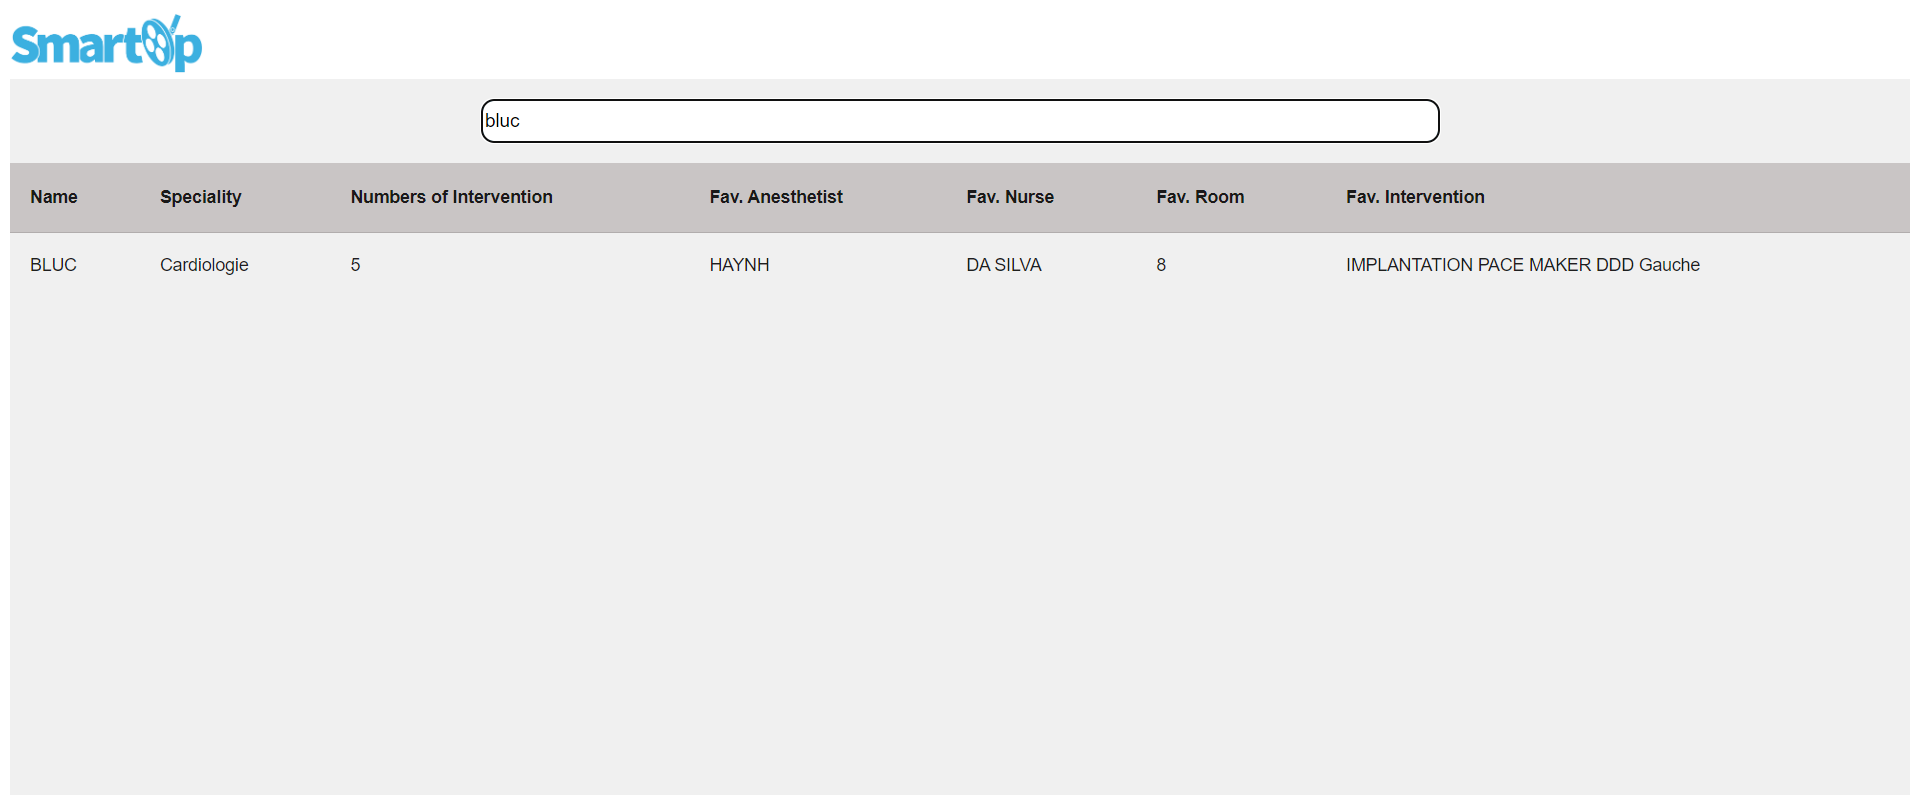 SmartOp
bluc
Name Speciality Numbers of Intervention Fav. Anesthetist Fav. Nurse Fav. Room Fav. Intervention
BLUC Cardiologie 5 HAYNH DA SILVA 8 IMPLANTATION PACE MAKER DDD Gauche